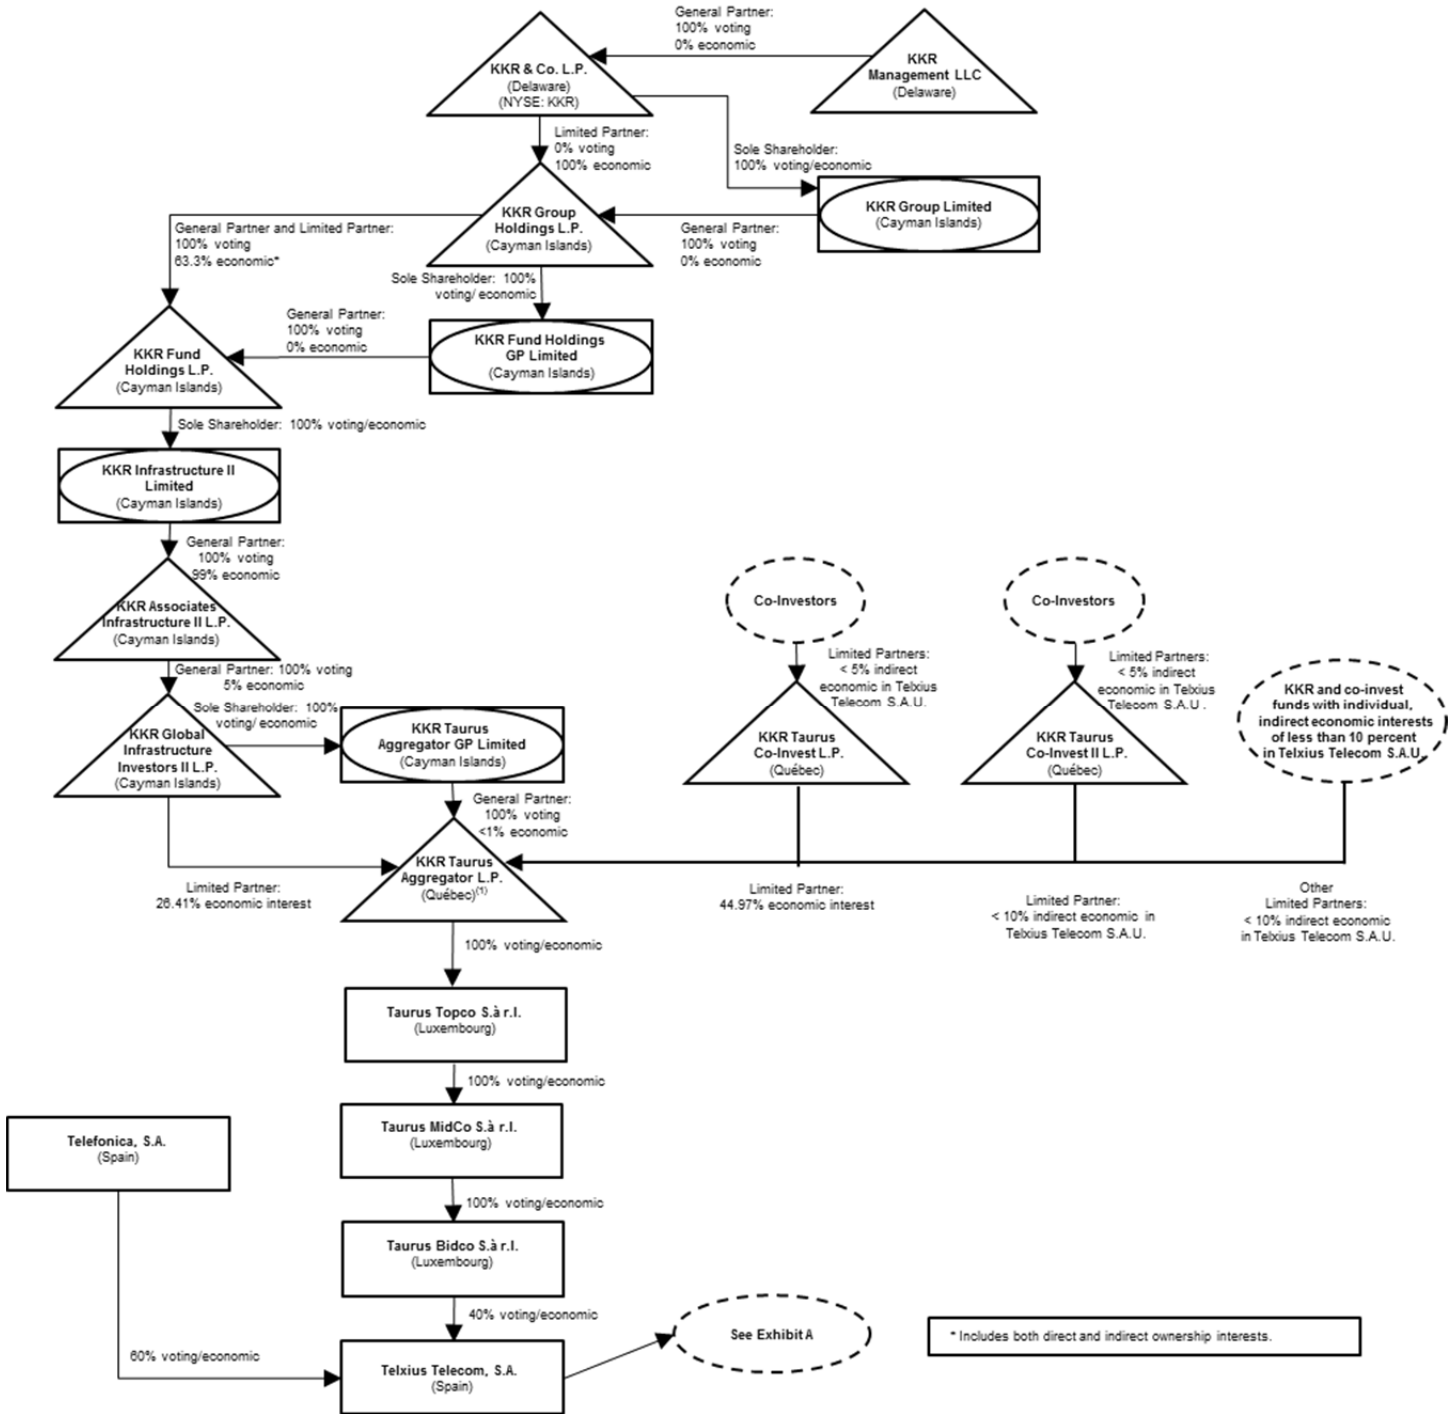 General Partner:
100% voting
0% economic
KKR & Co. L.P.
(Delaware)
(NYSE: KKR)
KKR
Management LLC
(Delaware)
Limited Partner:
0% voting
100% economic
Sole Shareholder:
100% voting/economic
KKR Group
Holdings L.P.
(Cayman Islands)
KKR Group Limited
(Cayman Islands)
General Partner and Limited Partner:
100% voting
63.3% economic*
General Partner:
100% voting
0% economic
Sole Shareholder: 100%
voting/ economic
General Partner:
100% voting
0% economic
KKR Fund
Holdings L.P.
(Cayman Islands)
KKR Fund Holdings
GP Limited
(Cayman Islands)
Sole Shareholder: 100% voting/economic
KKR Infrastructure II
Limited
(Cayman Islands)
General Partner:
100% voting
99% economic
KKR Associates
Infrastructure II L.P.
(Cayman Islands)
Co-Investors
Co-Investors
General Partner: 100% voting
5% economic
Limited Partners:
< 5% indirect
economic in Telxius
Telecom S.A.U.
Limited Partners:
< 5% indirect
economic in Telxius
Telecom S.A.U.
KKR and co-invest
funds with individual,
indirect economic interests
of less than 10 percent
in Telxius Telecom S.A.U.
Sole Shareholder: 100%
voting/ economic
KKR Global
Infrastructure
Investors II L.P.
(Cayman Islands)
KKR Taurus
Aggregator GP Limited
(Cayman Islands)
KKR Taurus
Co-Invest L.P.
(Québec)
KKR Taurus
Co-Invest II L.P.
(Québec)
General Partner:
100% voting
<1% economic
KKR Taurus
Aggregator L.P.
(Québec)(1)
Limited Partner:
26.41% economic interest
Limited Partner:
44.97% economic interest
Limited Partner:
< 10% indirect economic in
Telxius Telecom S.A.U.
Other
Limited Partners:
< 10% indirect economic
in Telxius Telecom S.A.U.
100% voting/economic
Taurus Topco S.à r.l.
(Luxembourg)
100% voting/economic
Taurus MidCo S.à r.l.
(Luxembourg)
Telefonica, S.A.
(Spain)
100% voting/economic
Taurus Bidco S.à r.l.
(Luxembourg)
40% voting/economic
60% voting/economic
Telxius Telecom, S.A.
(Spain)
See Exhibit A
* Includes both direct and indirect ownership interests.